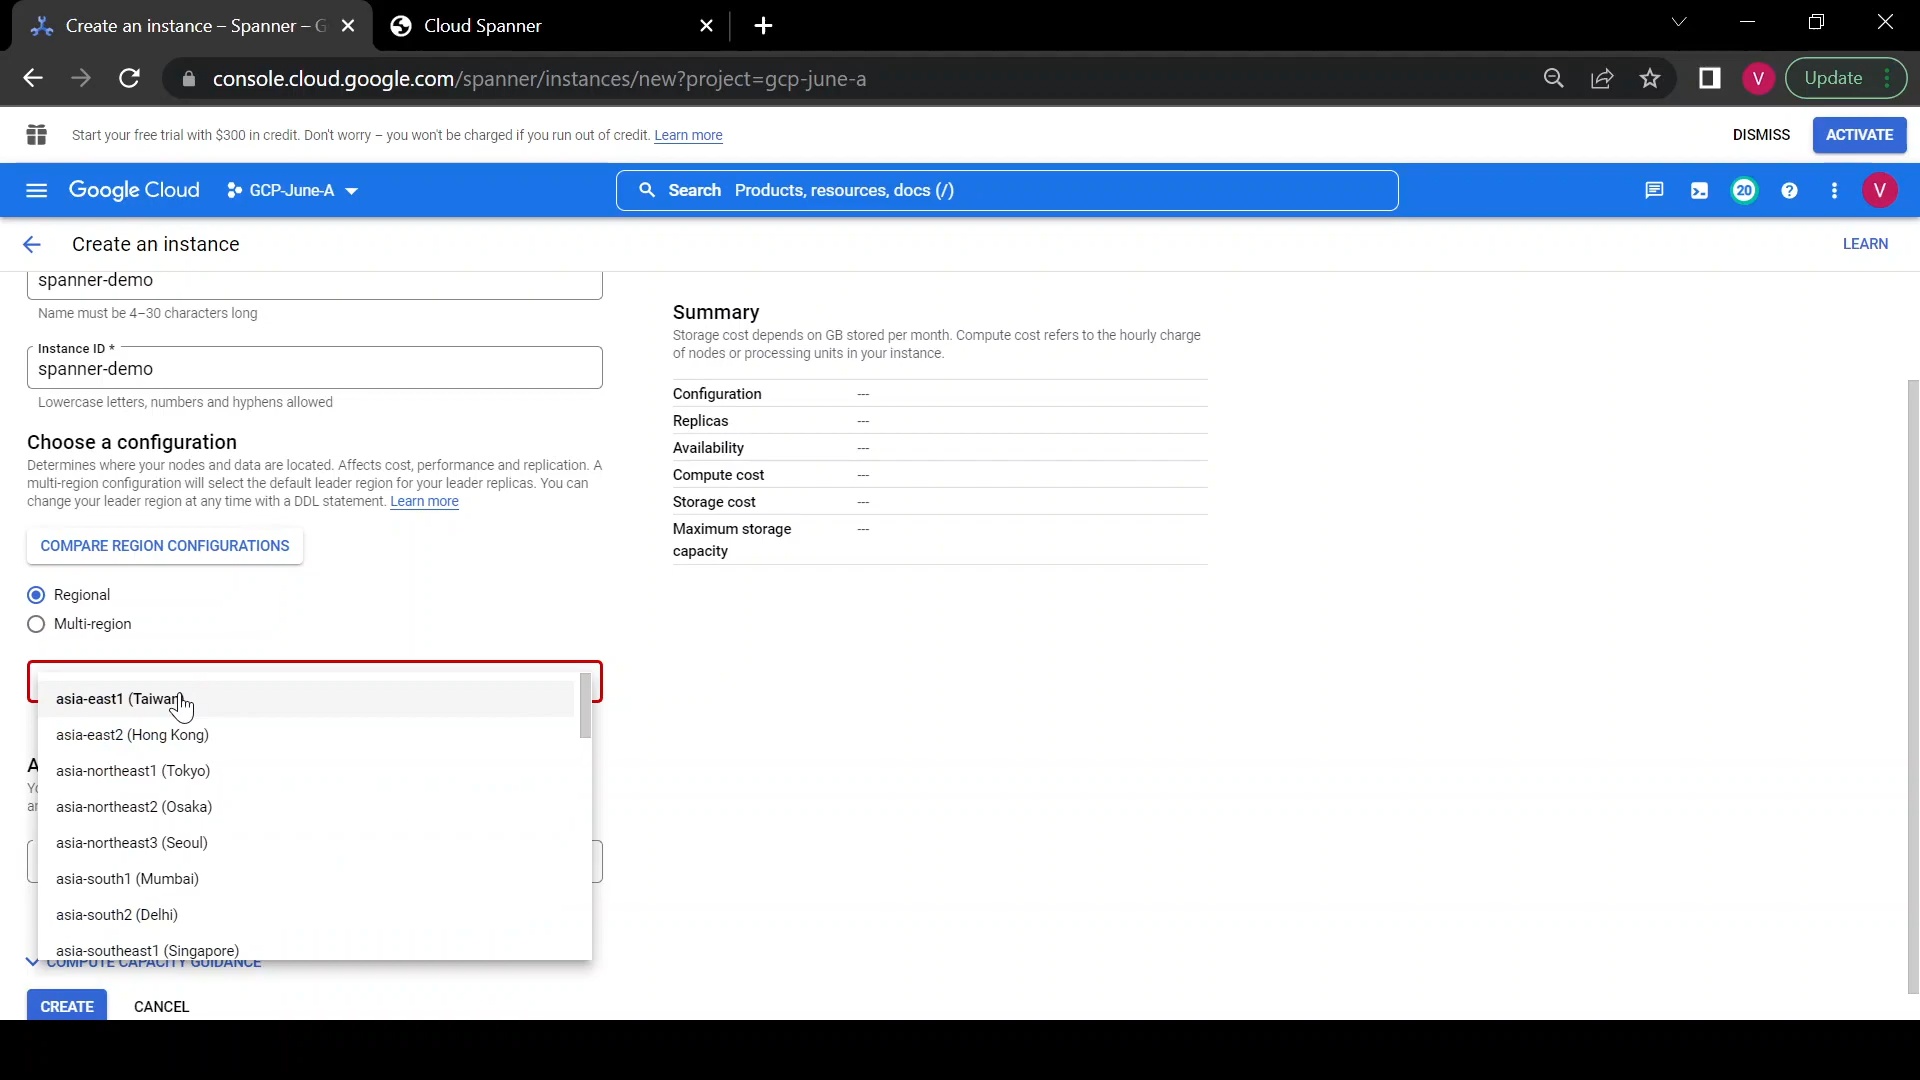 Create an instance – Spanner – G
Cloud Spanner
console.cloud.google.com/spanner/instances/new?project=gcp-june-a
V
Update
Start your free trial with $300 in credit. Don't worry – you won't be charged if you run out of credit. Learn more
DISMISS
ACTIVATE
Google Cloud
GCP-June-A
Search Products, resources, docs (/)
20
V
Create an instance
LEARN
spanner-demo
Name must be 4–30 characters long
Instance ID *
spanner-demo
Lowercase letters, numbers and hyphens allowed
Choose a configuration
Determines where your nodes and data are located. Affects cost, performance and replication. A
multi-region configuration will select the default leader region for your leader replicas. You can
change your leader region at any time with a DDL statement. Learn more
COMPARE REGION CONFIGURATIONS
Regional
Multi-region
asia-east1 (Taiwan)
asia-east2 (Hong Kong)
asia-northeast1 (Tokyo)
asia-northeast2 (Osaka)
asia-northeast3 (Seoul)
asia-south1 (Mumbai)
asia-south2 (Delhi)
asia-southeast1 (Singapore)
COMPUTE CAPACITY GUIDANCE
CREATE
CANCEL
Summary
Storage cost depends on GB stored per month. Compute cost refers to the hourly charge
of nodes or processing units in your instance.
Configuration ---
Replicas ---
Availability ---
Compute cost ---
Storage cost ---
Maximum storage ---
capacity